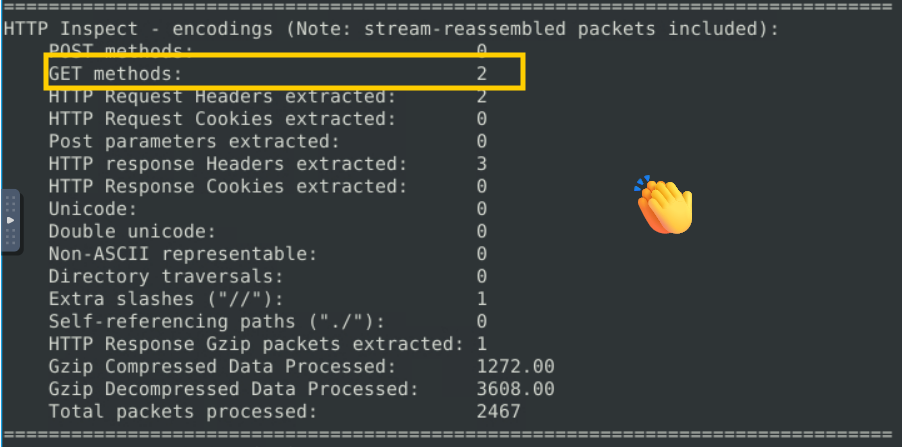 ===============================================================================
HTTP Inspect - encodings (Note: stream-reassembled packets included):
POST methods: 0
GET methods: 2
HTTP Request Headers extracted: 2
HTTP Request Cookies extracted: 0
Post parameters extracted: 0
HTTP response Headers extracted: 3
HTTP Response Cookies extracted: 0
Unicode: 0
Double unicode: 0
Non-ASCII representable: 0
Directory traversals: 0
Extra slashes ("//"): 1
Self-referencing paths ("./"): 0
HTTP Response Gzip packets extracted: 1
Gzip Compressed Data Processed: 1272.00
Gzip Decompressed Data Processed: 3608.00
Total packets processed: 2467
===============================================================================